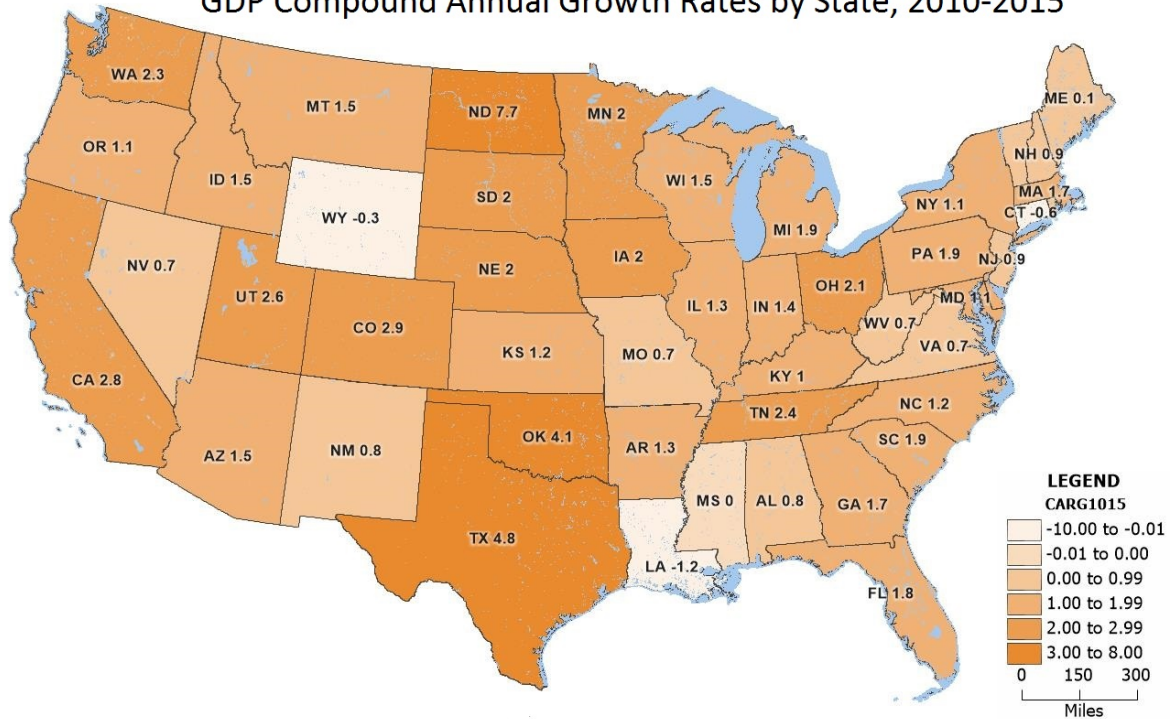 GDP Compound Annual Growth Rates by State, 2010-2015
WA 2.3
MT 1.5
ND 7.7
MN 2
ME 0.1
OR 1.1
ID 1.5
WY -0.3
SD 2
WI 1.5
MI 1.9
NY 1.1
NH 0.9
MA 1.7
CT -0.6
NV 0.7
UT 2.6
CO 2.9
NE 2
IA 2
IL 1.3
IN 1.4
OH 2.1
PA 1.9
NJ 0.9
MD 1.1
WV 0.7
VA 0.7
CA 2.8
KS 1.2
MO 0.7
KY 1
AZ 1.5
NM 0.8
OK 4.1
AR 1.3
TN 2.4
NC 1.2
SC 1.9
TX 4.8
LA -1.2
MS 0
AL 0.8
GA 1.7
FL 1.8
LEGEND
CARG1015
-10.00 to -0.01
-0.01 to 0.00
0.00 to 0.99
1.00 to 1.99
2.00 to 2.99
3.00 to 8.00
0 150 300
Miles